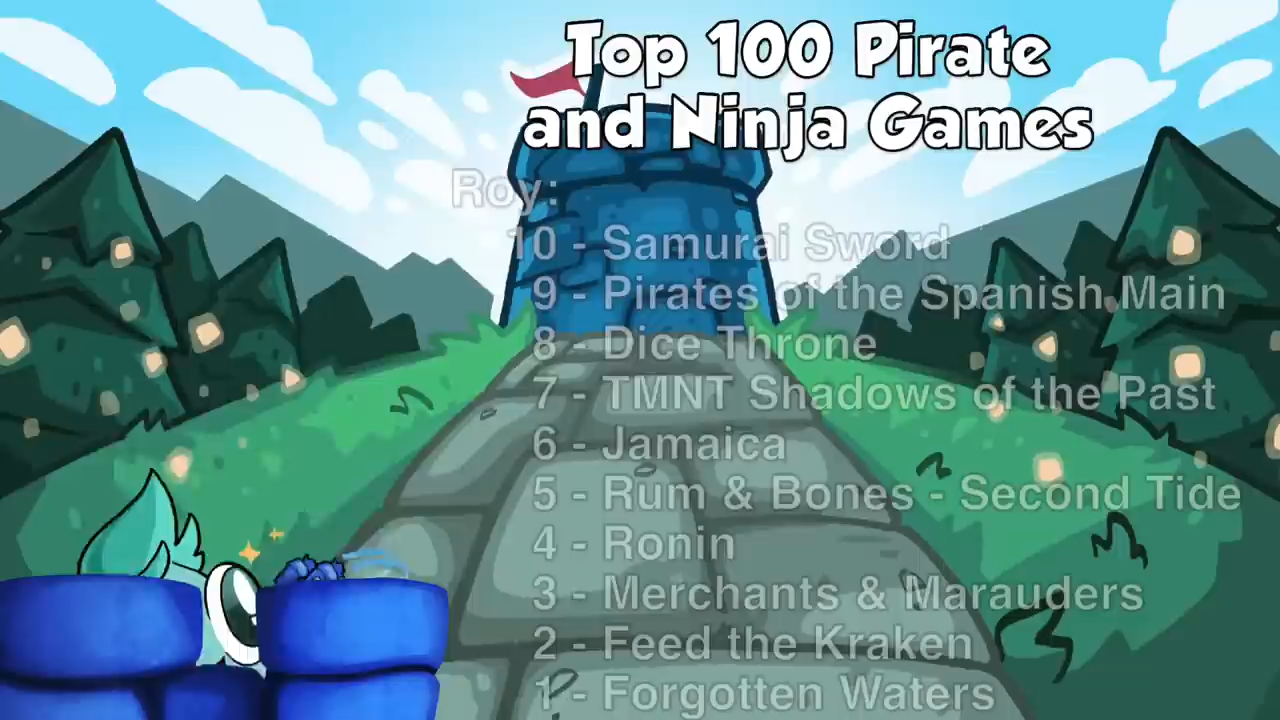 Top 100 Pirate
and Ninja Games
Roy:
10 - Samurai Sword
9 - Pirates of the Spanish Main
8 - Dice Throne
7 - TMNT Shadows of the Past
6 - Jamaica
5 - Rum & Bones - Second Tide
4 - Ronin
3 - Merchants & Marauders
2 - Feed the Kraken
1 - Forgotten Waters